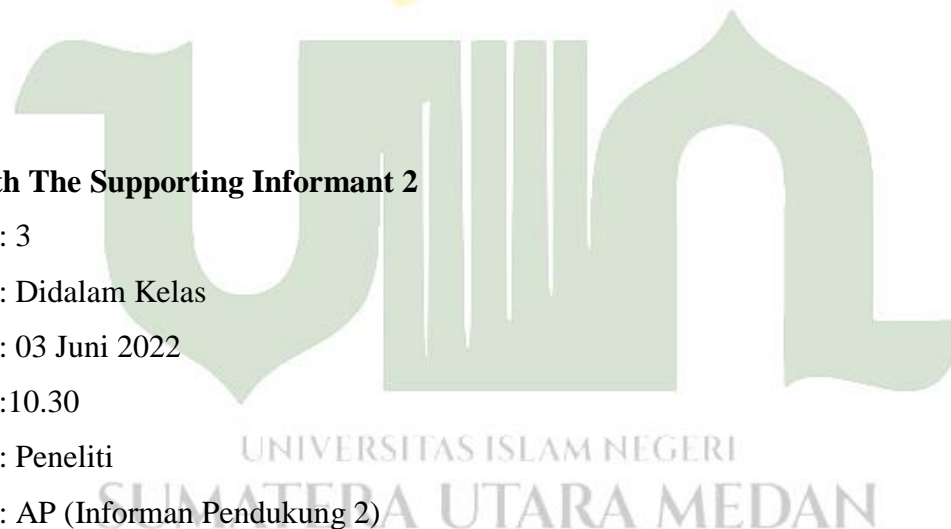 th The Supporting Informant 2
: 3
: Didalam Kelas
: 03 Juni 2022
:10.30
: Peneliti
UNIVERSITAS ISLAM NEGERI
: AP (Informan Pendukung 2)
SUMATERA UTARA MEDAN